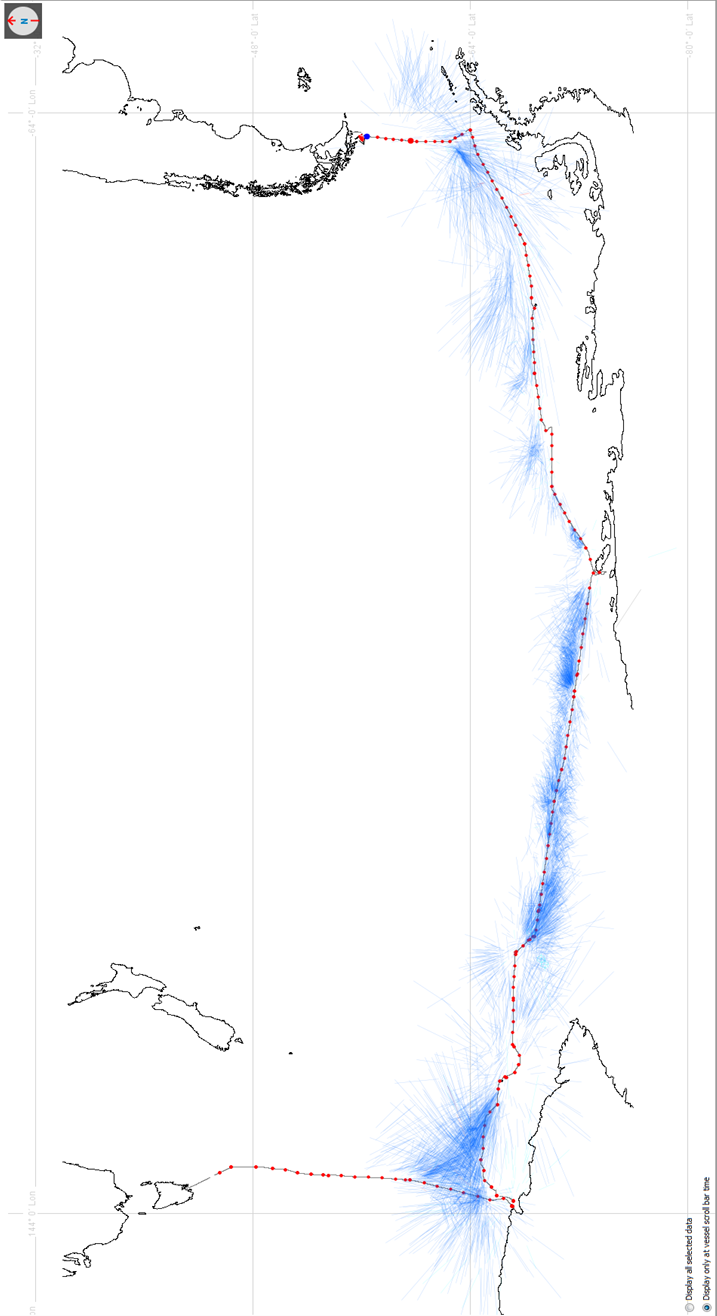 N
-32°
-48°-0' Lat
-64°-0' Lat
-80°-0' Lat
-64°-0' Lon
144° 0' Lon
on
Display all selected data
Display only at vessel scroll bar time